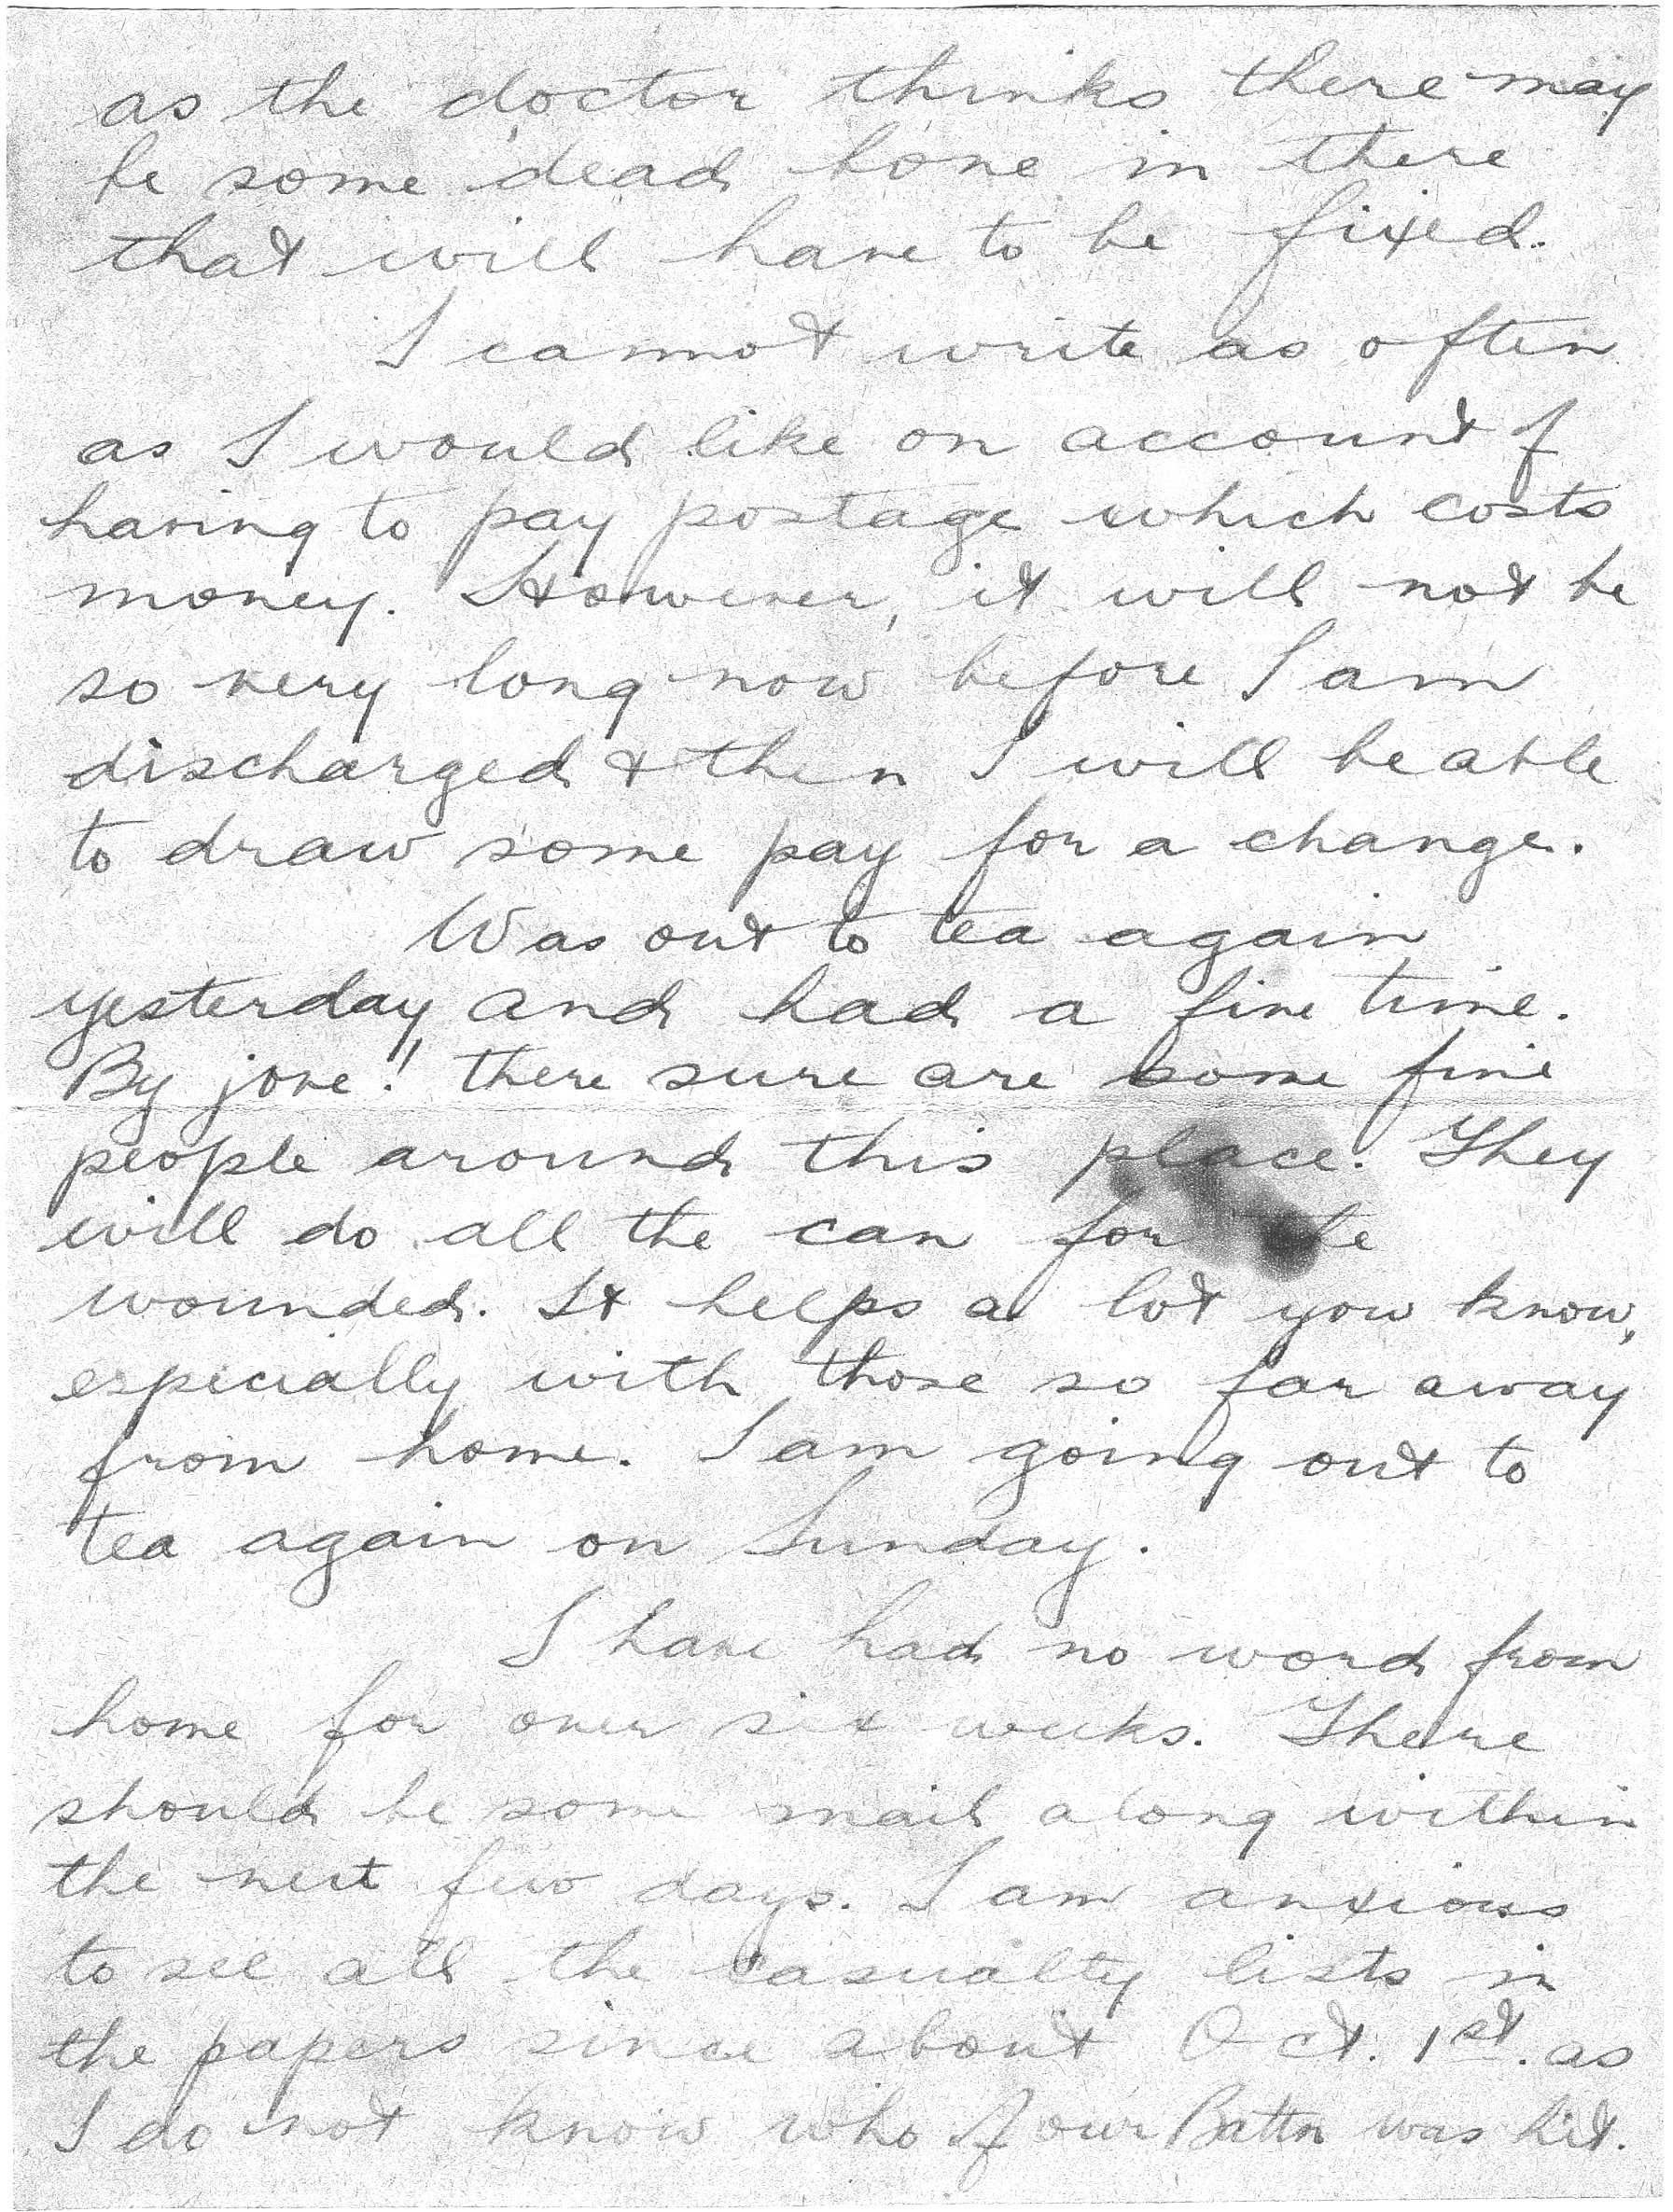 as the doctor thinks there may
be some dead bone in there
that will have to be fixed.
I cannot write as often
as I would like on account of
having to pay postage which costs
money. However, it will not be
so very long now before I am
discharged & then I will be able
to draw some pay for a change.
Was out to tea again
yesterday and had a fine time.
By jove! there sure are some fine
people around this place. They
will do all the can for the
wounded. It helps a lot you know,
especially with those so far away
from home. I am going out to
tea again on Sunday.
I have had no word from
home for over six weeks. There
should be some mail along within
the next few days. I am anxious
to see all the casualty lists in
the papers since about Oct. 1st. as
I do not know who of our Battn was hit.